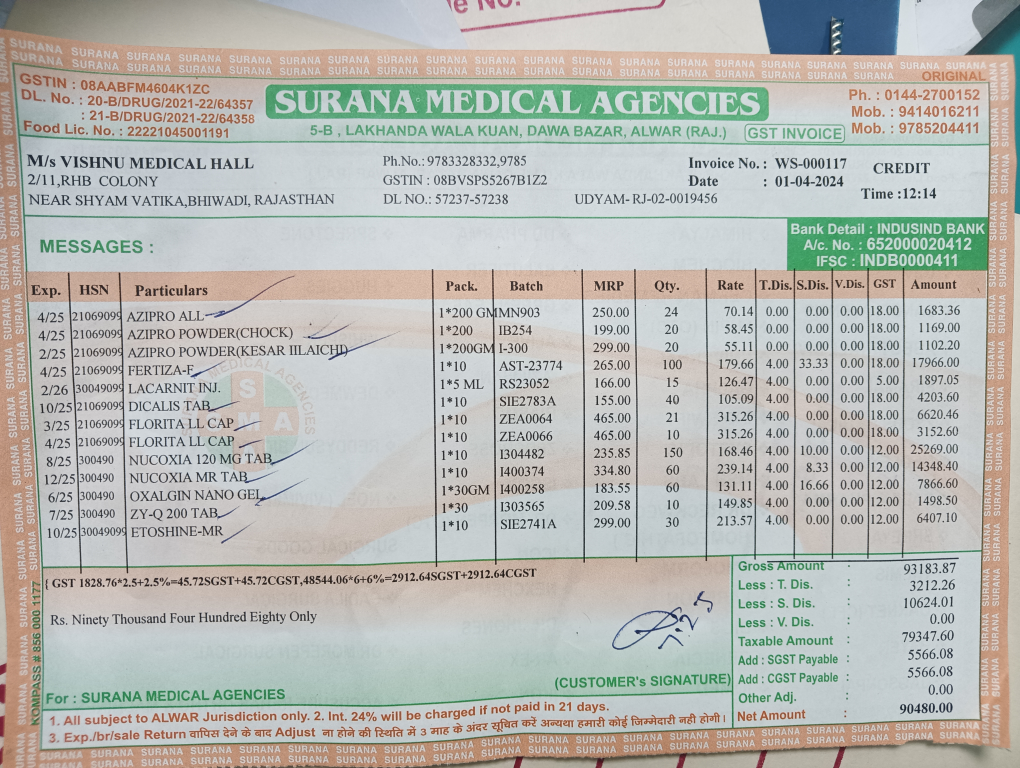 e No.
ORIGINAL
GSTIN : 08AABFM4604K1ZC
DL. No. : 20-B/DRUG/2021-22/64357
: 21-B/DRUG/2021-22/64358
Food Lic. No. : 22221045001191
SURANA MEDICAL AGENCIES
5-B , LAKHANDA WALA KUAN, DAWA BAZAR, ALWAR (RAJ.) GST INVOICE
Ph. : 0144-2700152
Mob. : 9414016211
Mob. : 9785204411
M/s VISHNU MEDICAL HALL
2/11,RHB COLONY
NEAR SHYAM VATIKA,BHIWADI, RAJASTHAN
Ph.No.: 9783328332,9785
GSTIN : 08BVSPS5267B1Z2
DL NO.: 57237-57238
UDYAM- RJ-02-0019456
Invoice No. : WS-000117
Date : 01-04-2024
CREDIT
Time :12:14
MESSAGES :
Bank Detail : INDUSIND BANK
A/c. No. : 652000020412
IFSC : INDB0000411
Exp. HSN Particulars Pack. Batch MRP Qty. Rate T.Dis. S.Dis. V.Dis. GST Amount
4/25 21069099 AZIPRO ALL 1*200 GM MN903 250.00 24 70.14 0.00 0.00 0.00 18.00 1683.36
4/25 21069099 AZIPRO POWDER(CHOCK) 1*200 IB254 199.00 20 58.45 0.00 0.00 0.00 18.00 1169.00
2/25 21069099 AZIPRO POWDER(KESAR IILAICHI) 1*200GM I-300 299.00 20 55.11 0.00 0.00 0.00 18.00 1102.20
4/25 21069099 FERTIZA-F 1*10 AST-23774 265.00 100 179.66 4.00 33.33 0.00 18.00 17966.00
2/26 30049099 LACARNIT INJ. 1*5 ML RS23052 166.00 15 126.47 4.00 0.00 0.00 5.00 1897.05
10/25 21069099 DICALIS TAB 1*10 SIE2783A 155.00 40 105.09 4.00 0.00 0.00 18.00 4203.60
3/25 21069099 FLORITA LL CAP 1*10 ZEA0064 465.00 21 315.26 4.00 0.00 0.00 18.00 6620.46
4/25 21069099 FLORITA LL CAP 1*10 ZEA0066 465.00 10 315.26 4.00 0.00 0.00 18.00 3152.60
8/25 300490 NUCOXIA 120 MG TAB 1*10 I304482 235.85 150 168.46 4.00 10.00 0.00 12.00 25269.00
12/25 300490 NUCOXIA MR TAB 1*10 I400374 334.80 60 239.14 4.00 8.33 0.00 12.00 14348.40
6/25 300490 OXALGIN NANO GEL 1*30GM I400258 183.55 60 131.11 4.00 16.66 0.00 12.00 7866.60
7/25 300490 ZY-Q 200 TAB 1*30 I303565 209.58 10 149.85 4.00 0.00 0.00 12.00 1498.50
10/25 30049099 ETOSHINE-MR 1*10 SIE2741A 299.00 30 213.57 4.00 0.00 0.00 12.00 6407.10
{ GST 1828.76*2.5+2.5%=45.72SGST+45.72CGST,48544.06*6+6%=2912.64SGST+2912.64CGST
Rs. Ninety Thousand Four Hundred Eighty Only
Gross Amount 93183.87
Less : T. Dis. : 3212.26
Less : S. Dis. : 10624.01
Less : V. Dis. : 0.00
Taxable Amount : 79347.60
Add : SGST Payable : 5566.08
Add : CGST Payable : 5566.08
Other Adj. : 0.00
Net Amount : 90480.00
For : SURANA MEDICAL AGENCIES
(CUSTOMER's SIGNATURE)
1. All subject to ALWAR Jurisdiction only. 2. Int. 24% will be charged if not paid in 21 days.
3. Exp./br/sale Return वापिस देने के बाद Adjust ना होने की स्थिति में 3 माह के अंदर सूचित करें अन्यथा हमारी कोई जिम्मेदारी नही होगी।
KOMPASS # 856 000 1177